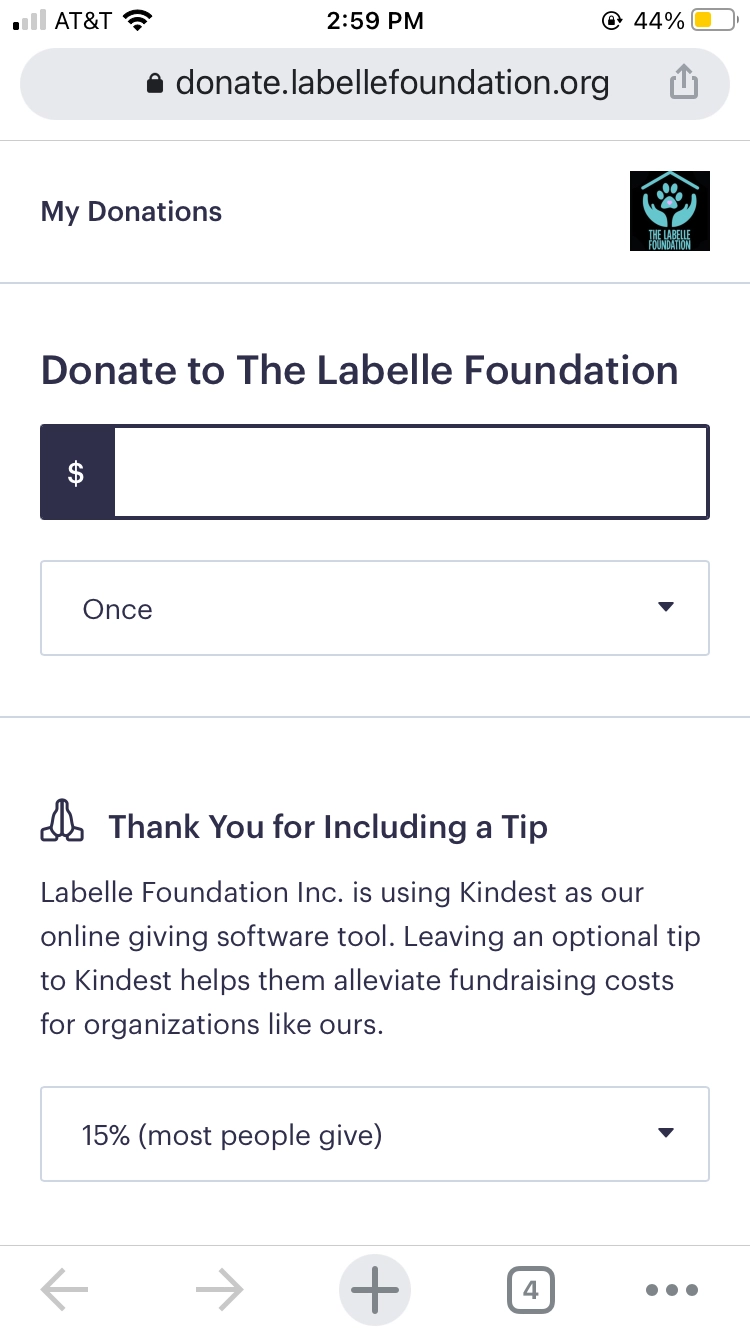 AT&T 2:59 PM 44%
donate.labellefoundation.org
My Donations
THE LABELLE
FOUNDATION
Donate to The Labelle Foundation
$
Once
Thank You for Including a Tip
Labelle Foundation Inc. is using Kindest as our
online giving software tool. Leaving an optional tip
to Kindest helps them alleviate fundraising costs
for organizations like ours.
15% (most people give)
4